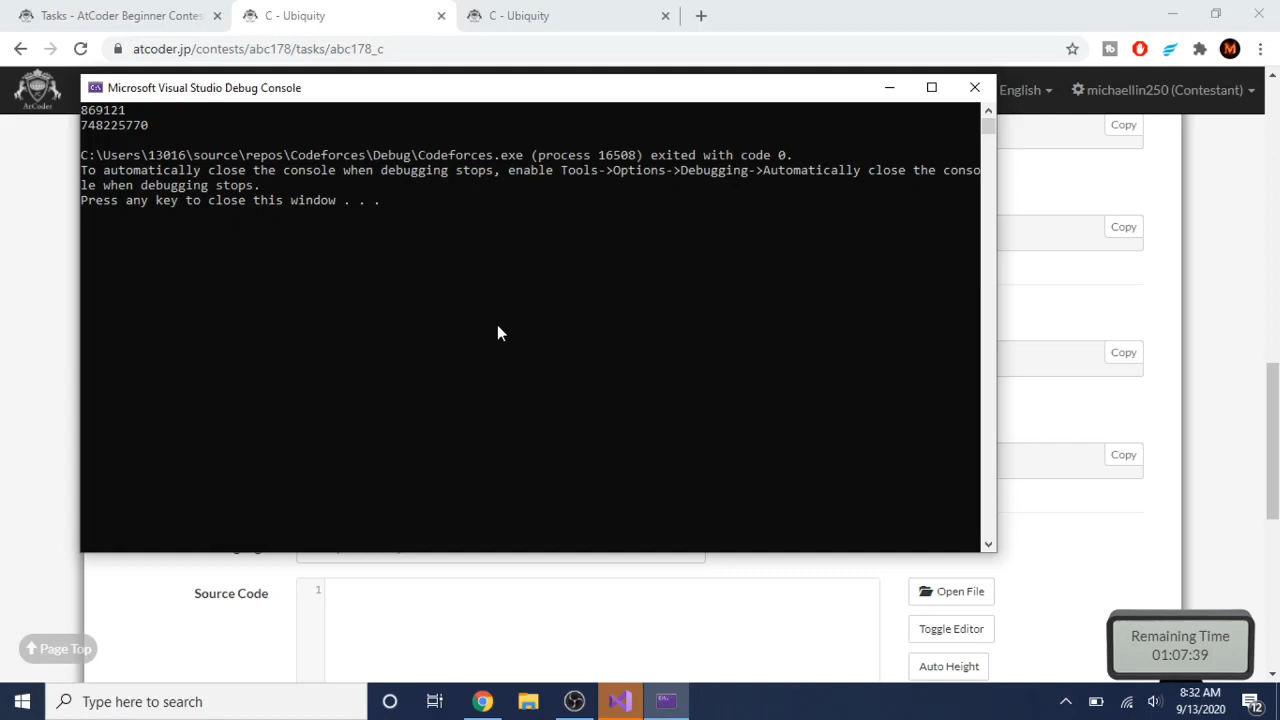 Tasks - AtCoder Beginner Contes
C - Ubiquity
C - Ubiquity
atcoder.jp/contests/abc178/tasks/abc178_c
M
AtCoder
English
michaellin250 (Contestant)
Microsoft Visual Studio Debug Console
869121
748225770
C:\Users\13016\source\repos\Codeforces\Debug\Codeforces.exe (process 16508) exited with code 0.
To automatically close the console when debugging stops, enable Tools->Options->Debugging->Automatically close the conso
le when debugging stops.
Press any key to close this window . . .
Copy
Copy
Copy
Copy
Source Code
1
Open File
Toggle Editor
Auto Height
Page Top
Remaining Time
01:07:39
Type here to search
8:32 AM
9/13/2020
12